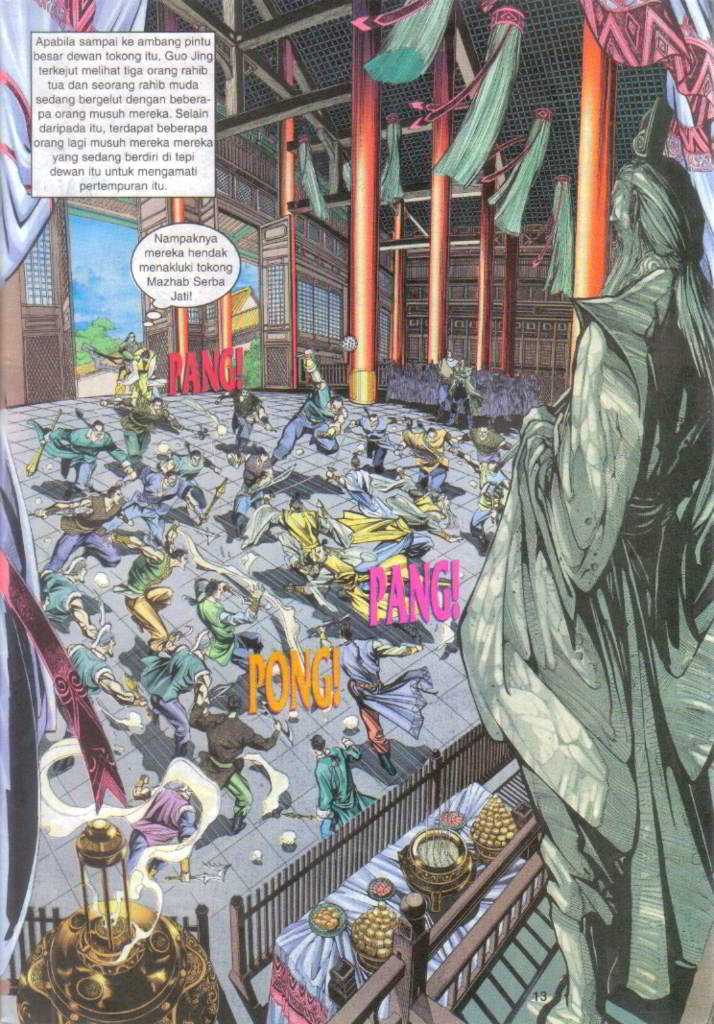 Apabila sampai ke ambang pintu
besar dewan tokong itu, Guo Jing
terkejut melihat tiga orang rahib
tua dan seorang rahib muda
sedang bergelut dengan bebera-
pa orang musuh mereka. Selain
daripada itu, terdapat beberapa
orang lagi musuh mereka mereka
yang sedang berdiri di tepi
dewan itu untuk mengamati
pertempuran itu.
Nampaknya
mereka hendak
menakluki tokong
Mazhab Serba
Jati!
PANG!
PANG!
PONG!
13